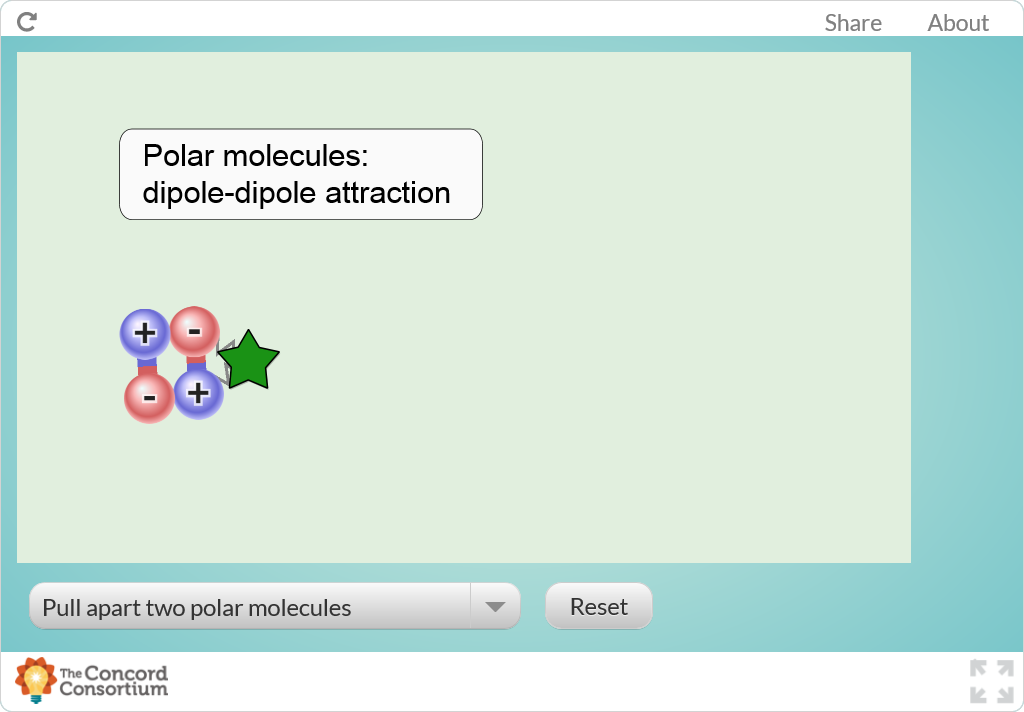 Share About
Polar molecules:
dipole-dipole attraction
+ -
- +
Pull apart two polar molecules Reset
The Concord
Consortium